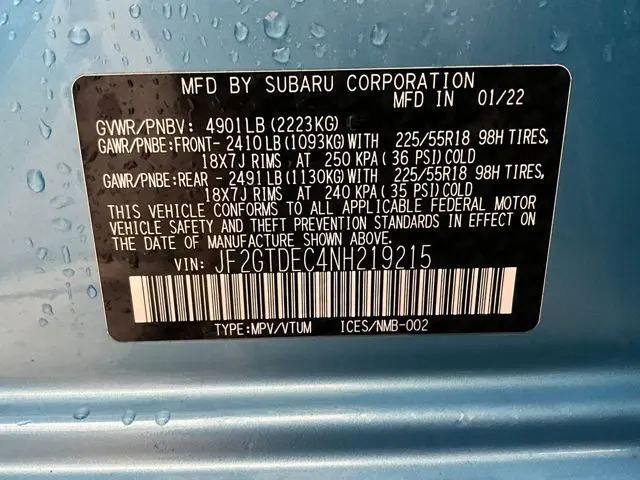 MFD BY SUBARU CORPORATION
MFD IN 01/22
GVWR/PNBV: 4901LB(2223KG)
GAWR/PNBE:FRONT- 2410LB(1093KG)WITH 225/55R18 98H TIRES,
18X7J RIMS AT 250 KPA( 36 PSI)COLD
GAWR/PNBE:REAR - 2491LB(1130KG)WITH 225/55R18 98H TIRES,
18X7J RIMS AT 240 KPA( 35 PSI)COLD
THIS VEHICLE CONFORMS TO ALL APPLICABLE FEDERAL MOTOR
VEHICLE SAFETY AND THEFT PREVENTION STANDARDS IN EFFECT ON
THE DATE OF MANUFACTURE SHOWN ABOVE.
VIN: JF2GTDEC4NH219215
TYPE:MPV/VTUM ICES/NMB-002